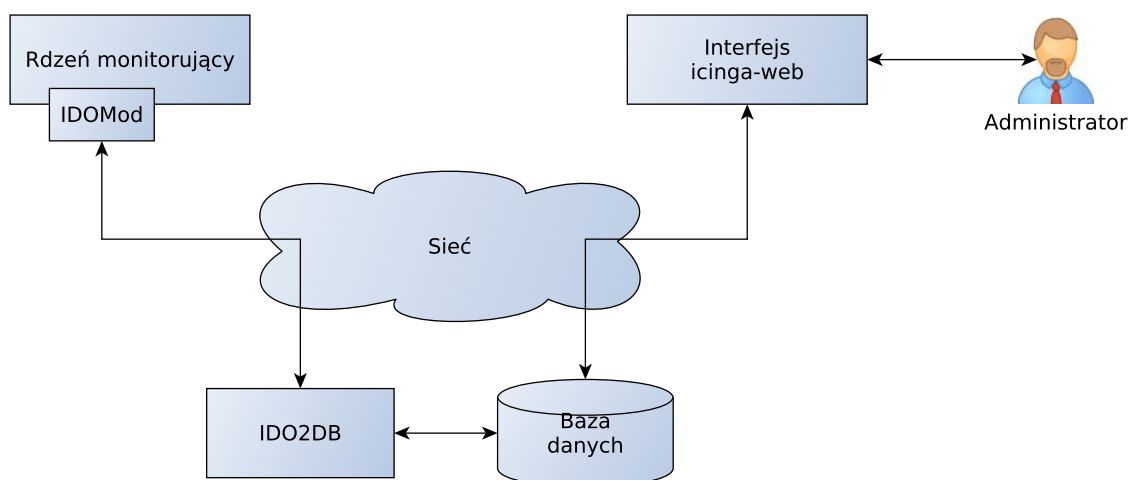 Rdzeń monitorujący
IDOMod
Interfejs
icinga-web
Administrator
Sieć
IDO2DB
Baza
danych